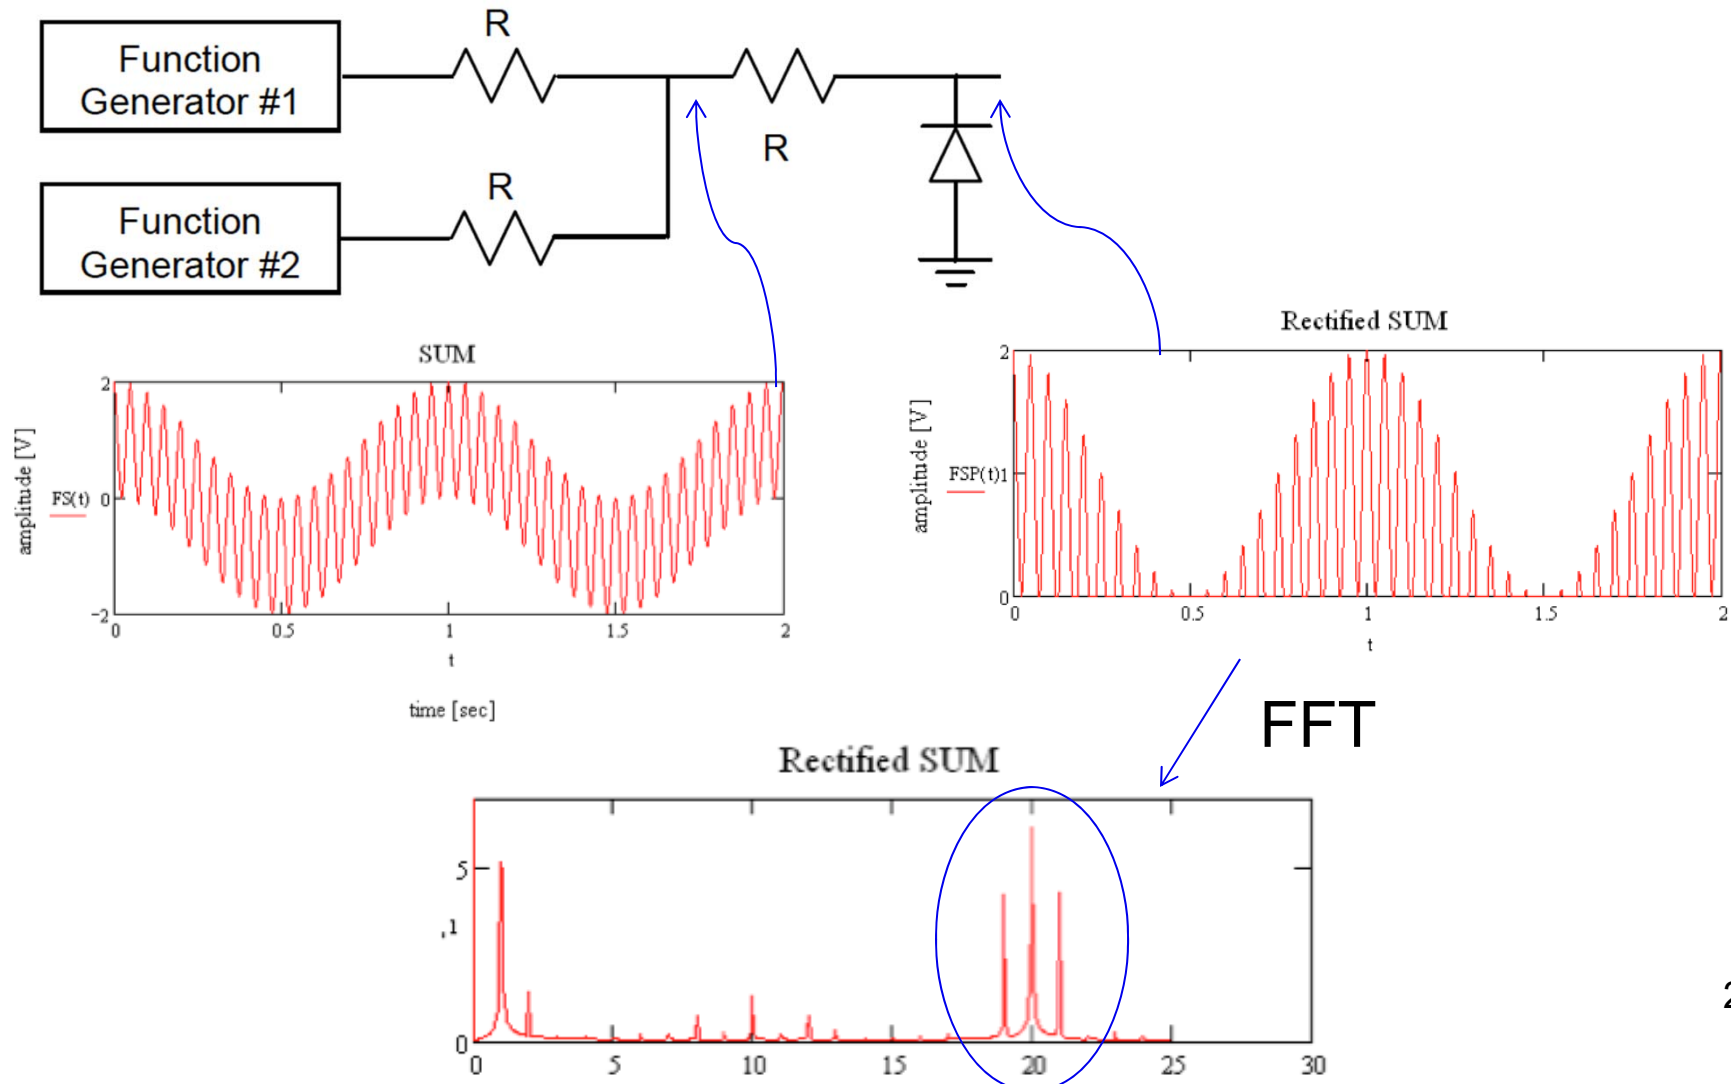 Function
Generator #1
R
R
Function
Generator #2
R
SUM
amplitude [V]
FS(t)
2
0
−2
0
0.5
1
1.5
2
t
time [sec]
Rectified SUM
amplitude [V]
FSP(t)
2
1
0
0
0.5
1
1.5
2
t
FFT
Rectified SUM
5
,1
0
0
5
10
15
20
25
30